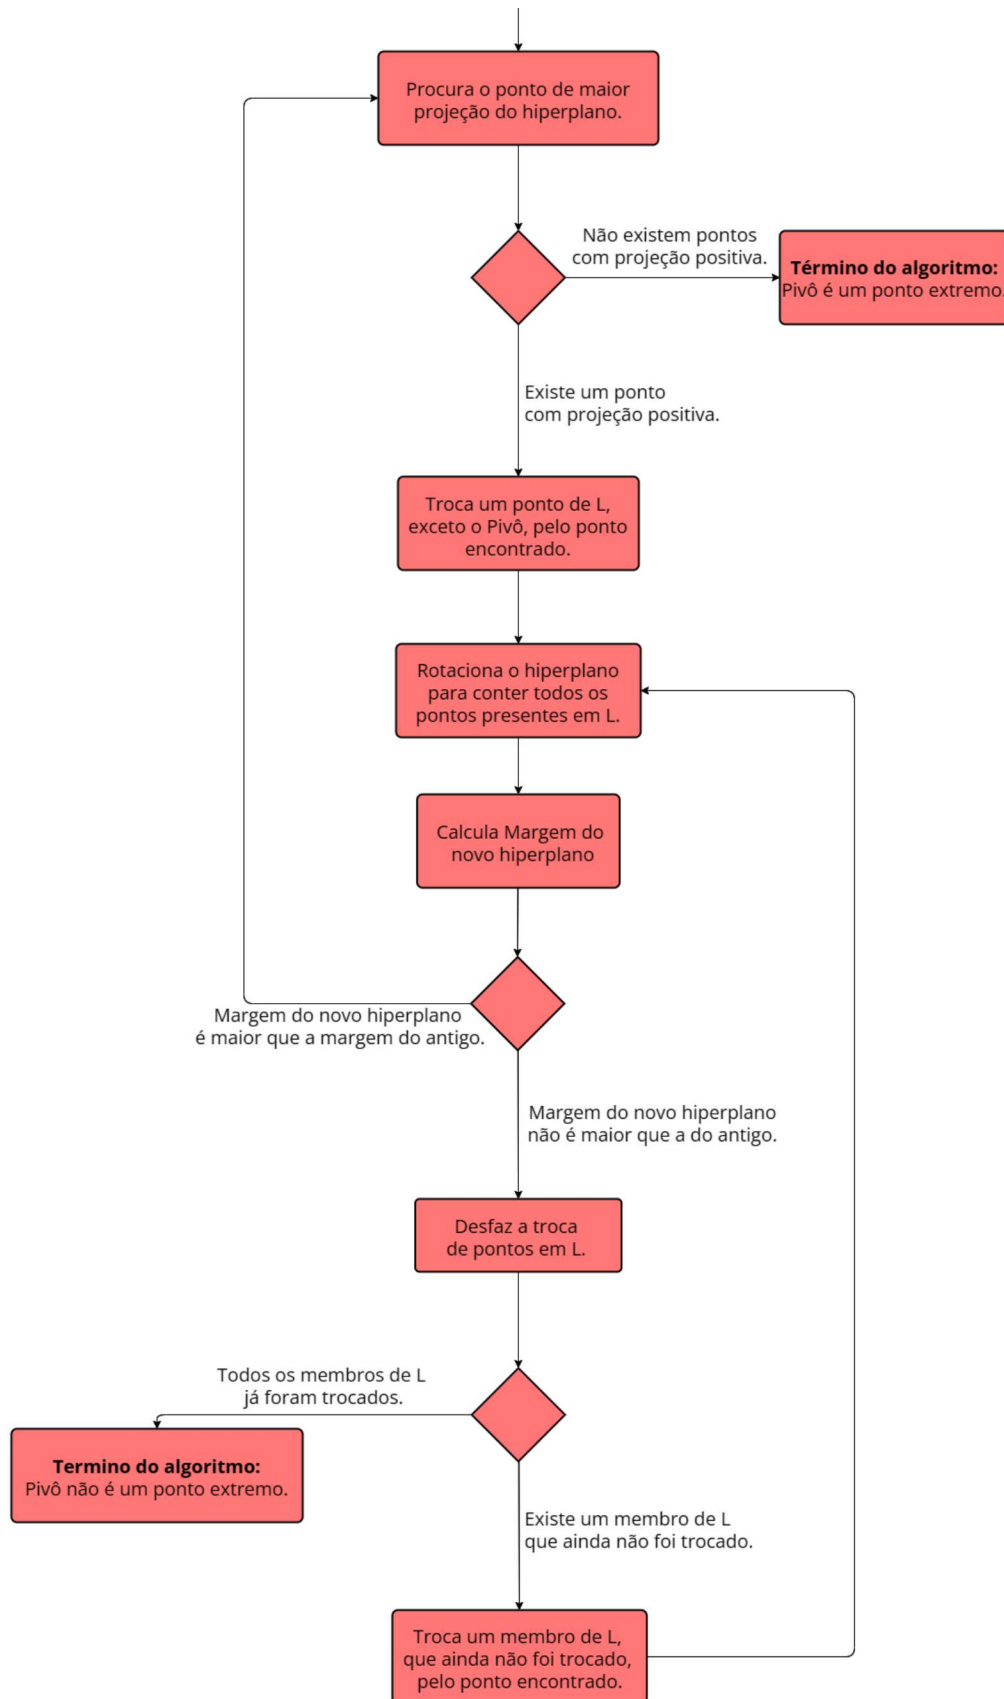 Procura o ponto de maior
projeção do hiperplano.
Não existem pontos
com projeção positiva.
Término do algoritmo:
Pivô é um ponto extremo.
Existe um ponto
com projeção positiva.
Troca um ponto de L,
exceto o Pivô, pelo ponto
encontrado.
Rotaciona o hiperplano
para conter todos os
pontos presentes em L.
Calcula Margem do
novo hiperplano
Margem do novo hiperplano
é maior que a margem do antigo.
Margem do novo hiperplano
não é maior que a do antigo.
Desfaz a troca
de pontos em L.
Todos os membros de L
já foram trocados.
Termino do algoritmo:
Pivô não é um ponto extremo.
Existe um membro de L
que ainda não foi trocado.
Troca um membro de L,
que ainda não foi trocado,
pelo ponto encontrado.